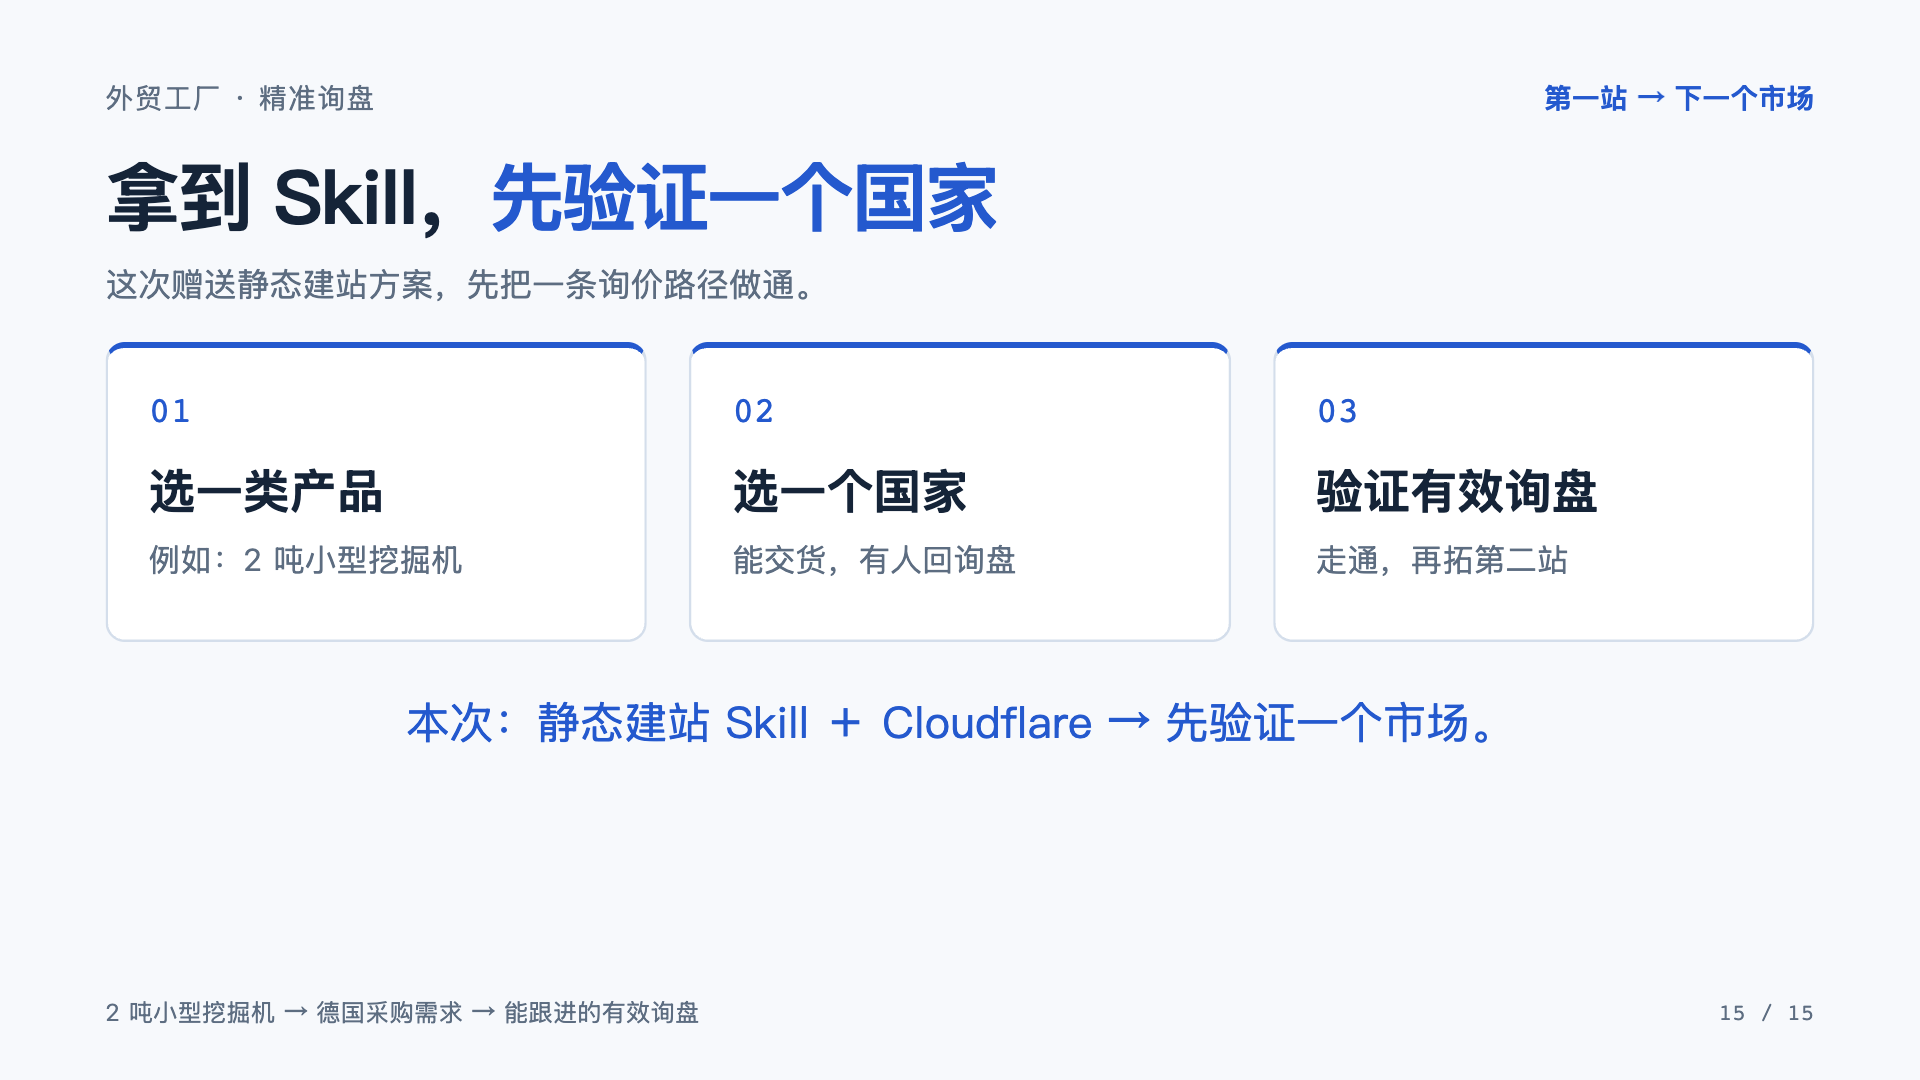 外贸工厂 · 精准询盘
第一站 → 下一个市场
拿到 Skill，先验证一个国家
这次赠送静态建站方案，先把一条询价路径做通。
01
选一类产品
例如：2 吨小型挖掘机
02
选一个国家
能交货，有人回询盘
03
验证有效询盘
走通，再拓第二站
本次：静态建站 Skill + Cloudflare → 先验证一个市场。
2 吨小型挖掘机 → 德国采购需求 → 能跟进的有效询盘
15 / 15